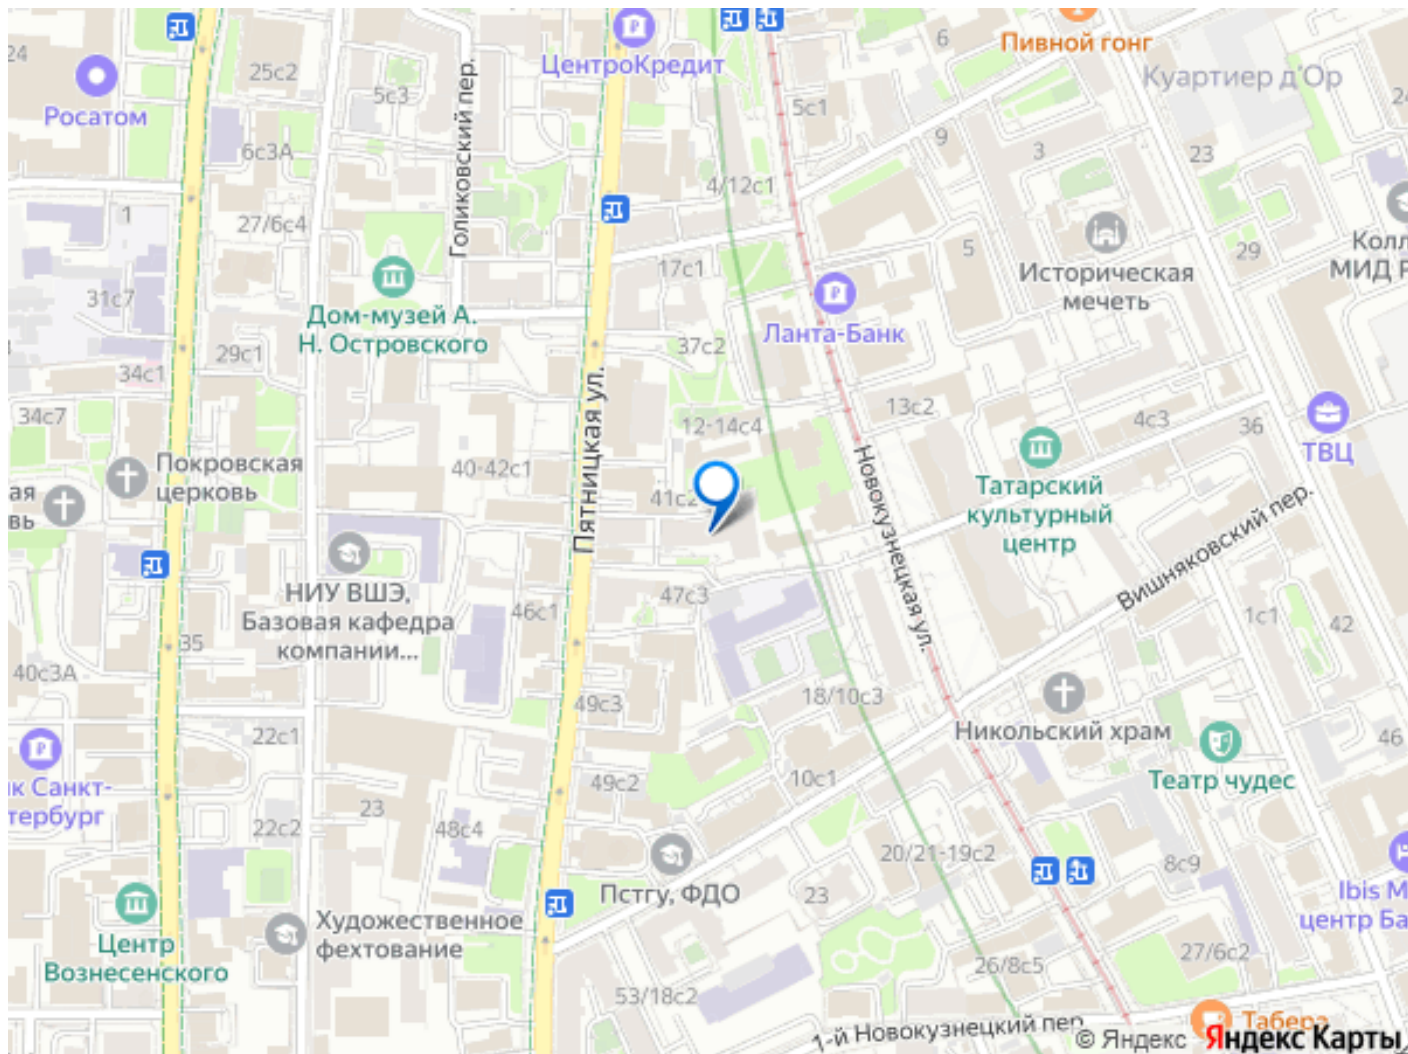 Пивной гонг
ЦентроКредит
6
24
25с2
Куартиер д'Ор
5с3
5с1
24
Росатом
Голиковский пер.
9
3
23
6с3А
4/12с1
1
27/6с4
5
29
Колл
МИД Р
17с1
Историческая
мечеть
31с7
Дом-музей А.
Н. Островского
Ланта-Банк
29с1
37с2
34с1
Пятницкая ул.
34с7
13с2
4с3
36
12-14с4
ТВЦ
Покровская
церковь
40-42с1
Новокузнецкая ул.
Татарский
культурный
центр
ая
вь
41с2
Вишняковский пер.
НИУ ВШЭ,
Базовая кафедра
компании...
46с1
47с3
1с1
42
35
40с3А
49с3
18/10с3
Никольский храм
22с1
46
к Санкт-
тербург
49с2
10с1
Театр чудес
23
22с2
48с4
20/21-19с2
8с9
Пстгу, ФДО
23
Ibis М
центр Ба
Художественное
фехтование
Центр
Вознесенского
27/6с2
26/8с5
53/18с2
1-й Новокузнецкий пер.
Табера
© Яндекс Яндекс Карты